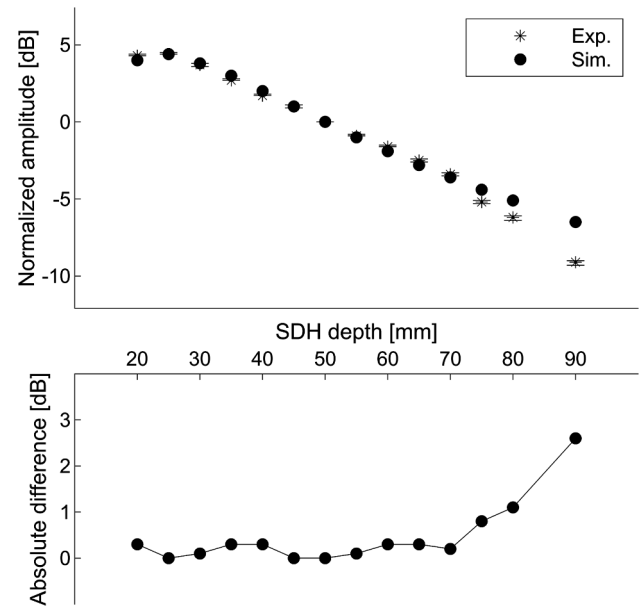 Normalized amplitude [dB]
5
0
-5
-10
Exp.
Sim.
SDH depth [mm]
20 30 40 50 60 70 80 90
Absolute difference [dB]
3
2
1
0